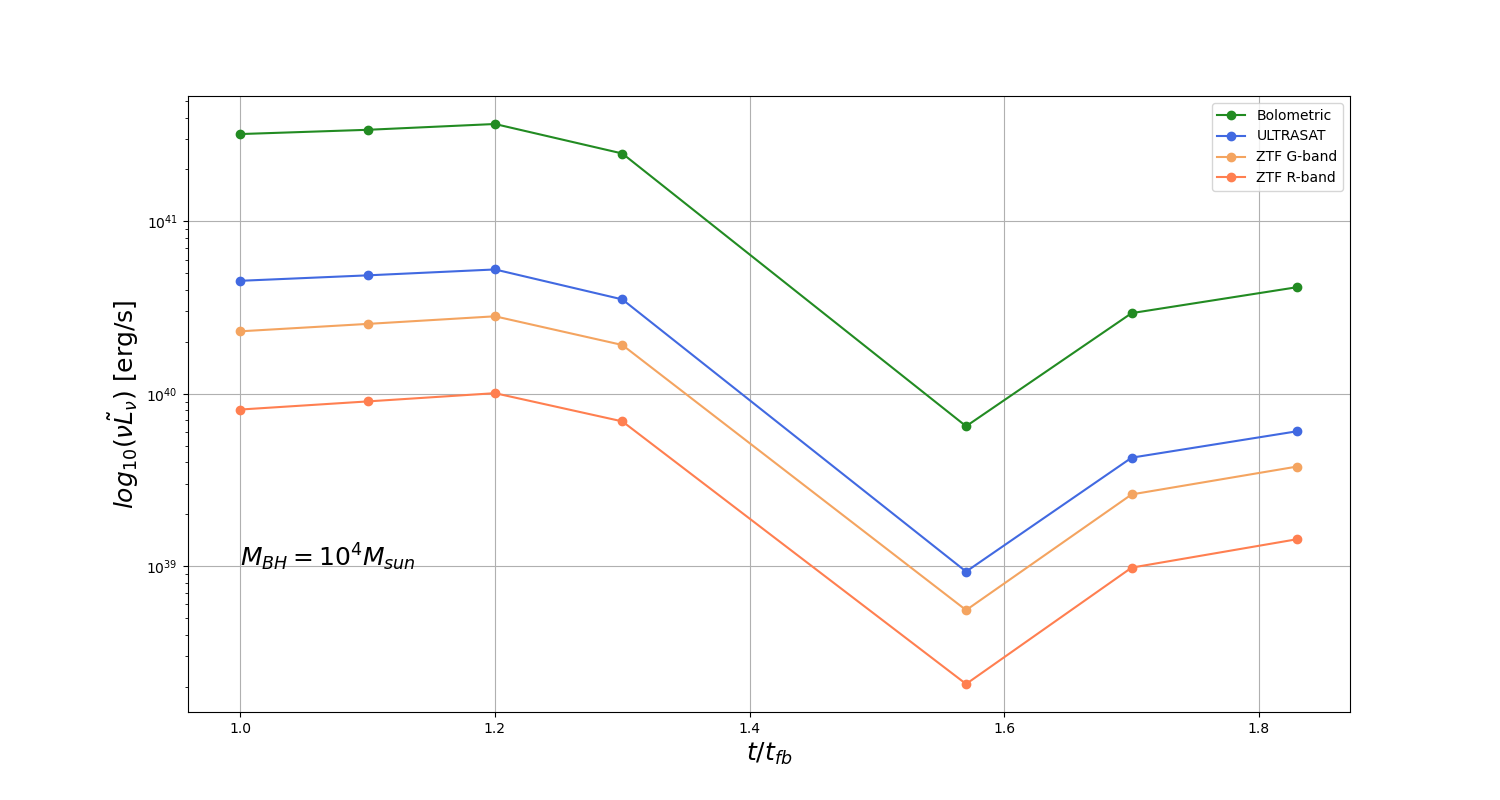 Bolometric
ULTRASAT
ZTF G-band
ZTF R-band
10^41
10^40
10^39
log_10(νL̃_ν) [erg/s]
M_BH = 10^4 M_sun
1.0 1.2 1.4 1.6 1.8
t/t_fb